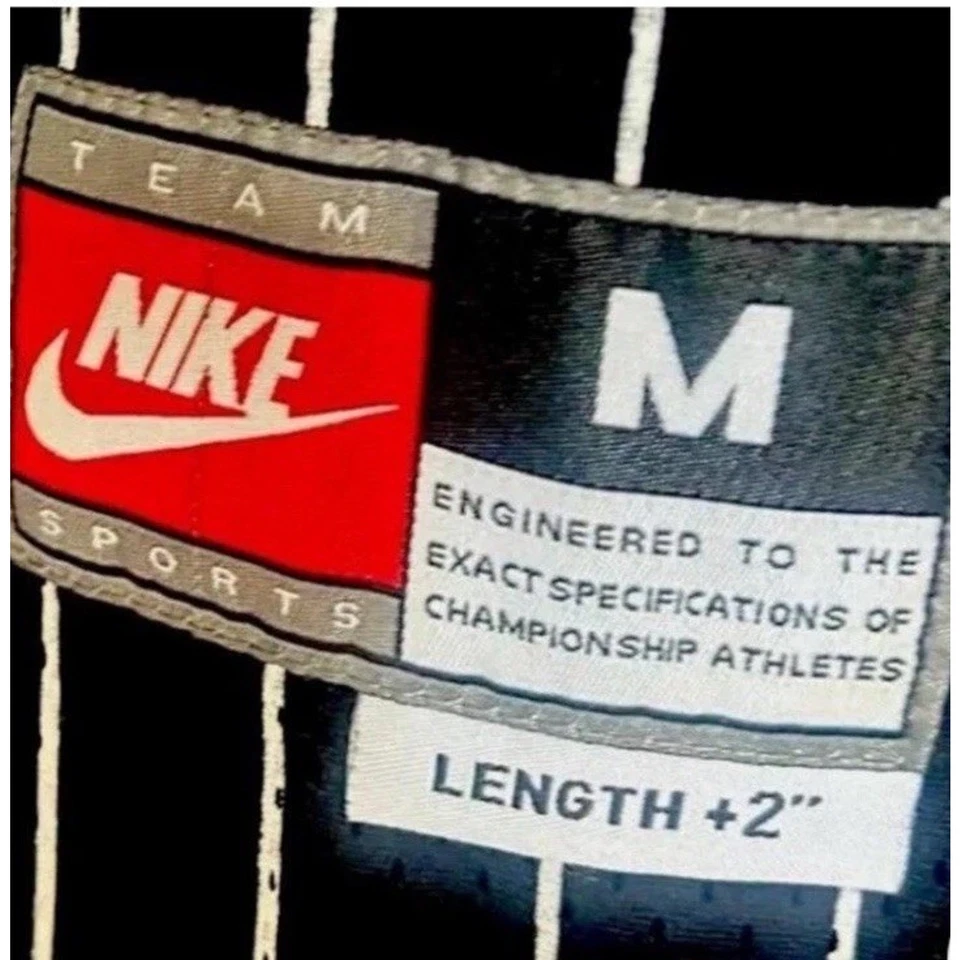 TEAM
NIKE
SPORTS
M
ENGINEERED TO THE
EXACT SPECIFICATIONS OF
CHAMPIONSHIP ATHLETES
LENGTH +2"